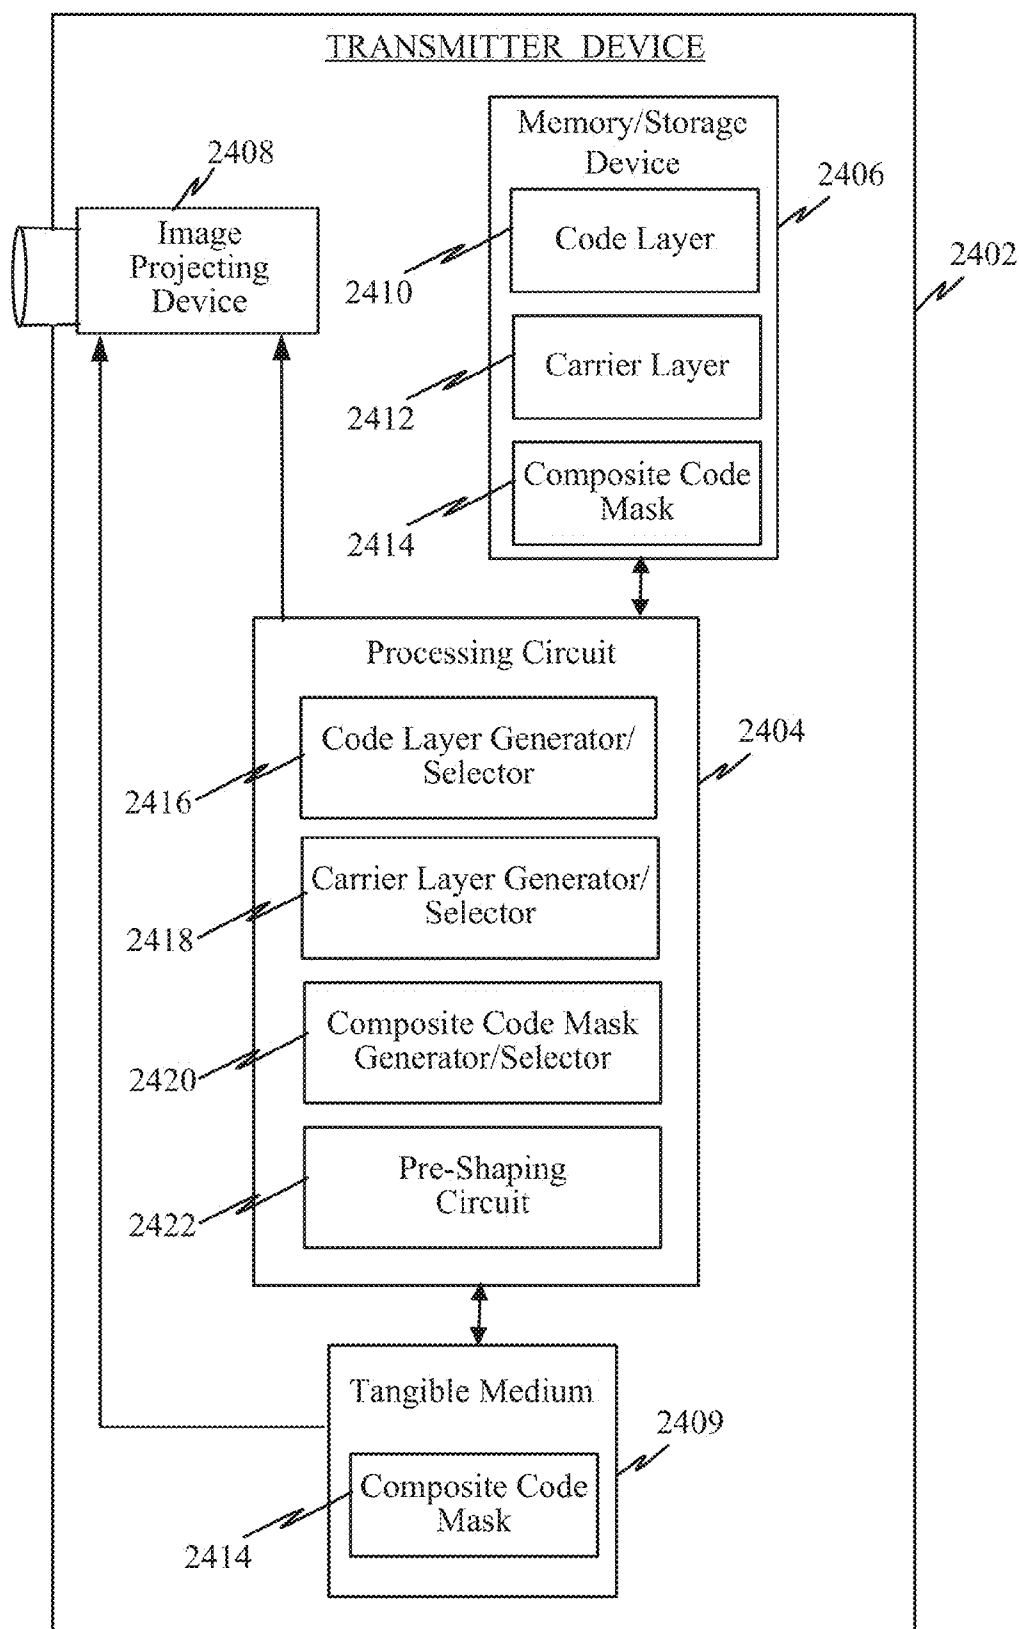 TRANSMITTER DEVICE
Memory/Storage
Device
2408
2406
Image
Projecting
Device
Code Layer
2402
2410
Carrier Layer
2412
Composite Code
Mask
2414
Processing Circuit
2404
Code Layer Generator/
Selector
2416
Carrier Layer Generator/
Selector
2418
Composite Code Mask
Generator/Selector
2420
Pre-Shaping
Circuit
2422
Tangible Medium
2409
Composite Code
Mask
2414